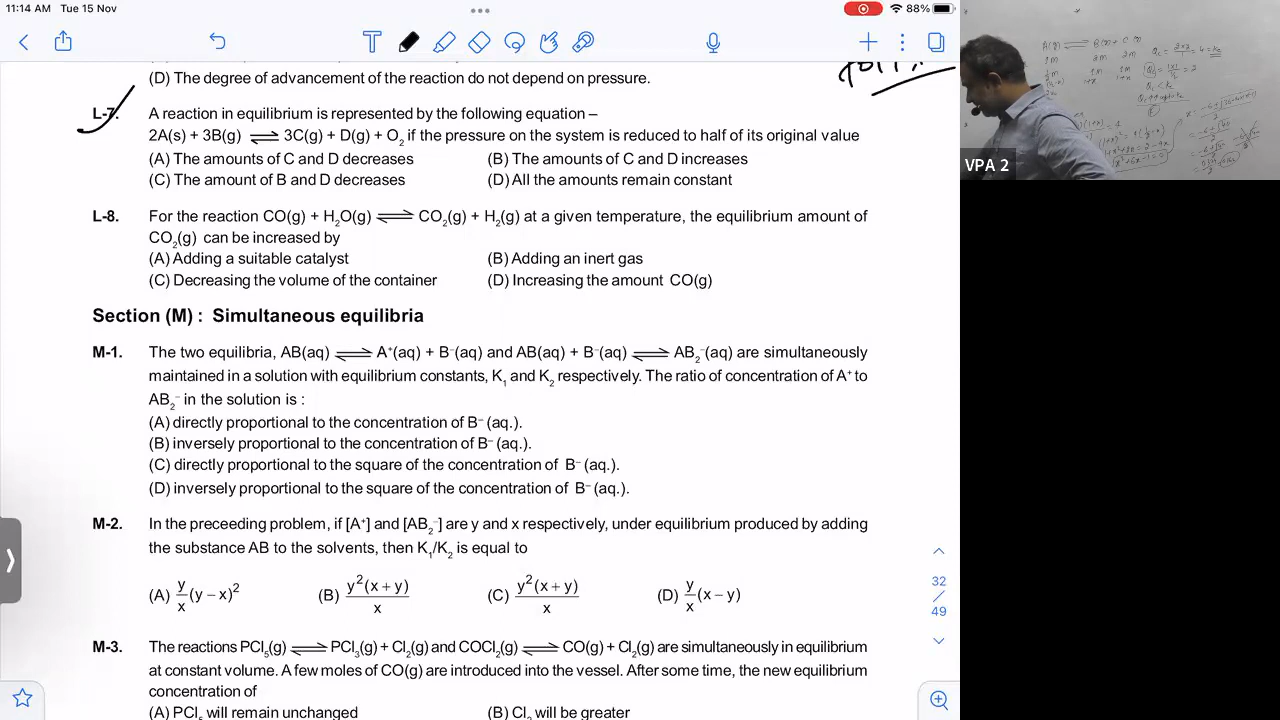 11:14 AM Tue 15 Nov
88%
(D) The degree of advancement of the reaction do not depend on pressure.
L-7. A reaction in equilibrium is represented by the following equation –
2A(s) + 3B(g) ⇌ 3C(g) + D(g) + O₂, if the pressure on the system is reduced to half of its original value
(A) The amounts of C and D decreases (B) The amounts of C and D increases
(C) The amount of B and D decreases (D) All the amounts remain constant
L-8. For the reaction CO(g) + H₂O(g) ⇌ CO₂(g) + H₂(g) at a given temperature, the equilibrium amount of
CO₂(g) can be increased by
(A) Adding a suitable catalyst (B) Adding an inert gas
(C) Decreasing the volume of the container (D) Increasing the amount CO(g)
Section (M) : Simultaneous equilibria
M-1. The two equilibria, AB(aq) ⇌ A⁺(aq) + B⁻(aq) and AB(aq) + B⁻(aq) ⇌ AB₂⁻(aq) are simultaneously
maintained in a solution with equilibrium constants, K₁ and K₂ respectively. The ratio of concentration of A⁺ to
AB₂⁻ in the solution is :
(A) directly proportional to the concentration of B⁻ (aq.).
(B) inversely proportional to the concentration of B⁻ (aq.).
(C) directly proportional to the square of the concentration of B⁻ (aq.).
(D) inversely proportional to the square of the concentration of B⁻ (aq.).
M-2. In the preceeding problem, if [A⁺] and [AB₂⁻] are y and x respectively, under equilibrium produced by adding
the substance AB to the solvents, then K₁/K₂ is equal to
(A) y/x (y – x)² (B) y²(x + y)/x (C) y²(x + y)/x (D) y/x (x – y)
M-3. The reactions PCl₅(g) ⇌ PCl₃(g) + Cl₂(g) and COCl₂(g) ⇌ CO(g) + Cl₂(g) are simultaneously in equilibrium
at constant volume. A few moles of CO(g) are introduced into the vessel. After some time, the new equilibrium
concentration of
(A) PCl₅ will remain unchanged (B) Cl₂ will be greater
32
/
49
VPA 2